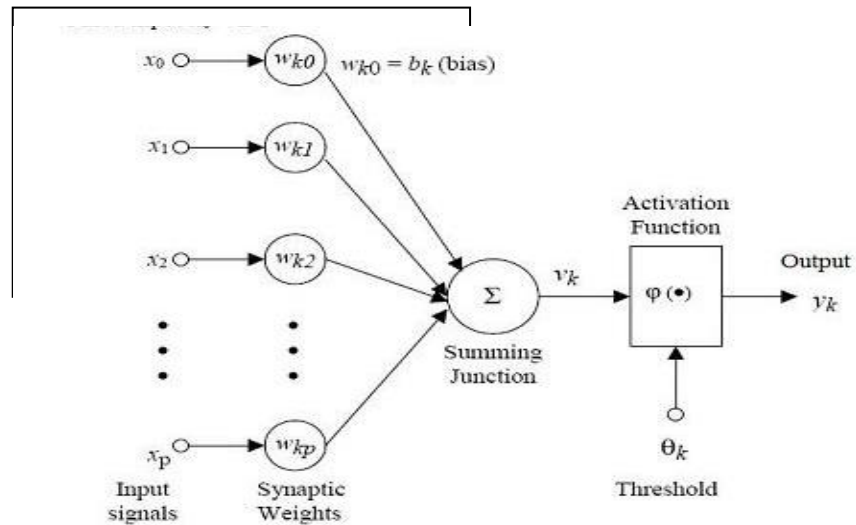 x0
wk0
wk0 = bk (bias)
x1
wk1
Activation
Function
x2
wk2
Σ
vk
φ (•)
Output
yk
Summing
Junction
xp
wkp
θk
Input
signals
Synaptic
Weights
Threshold